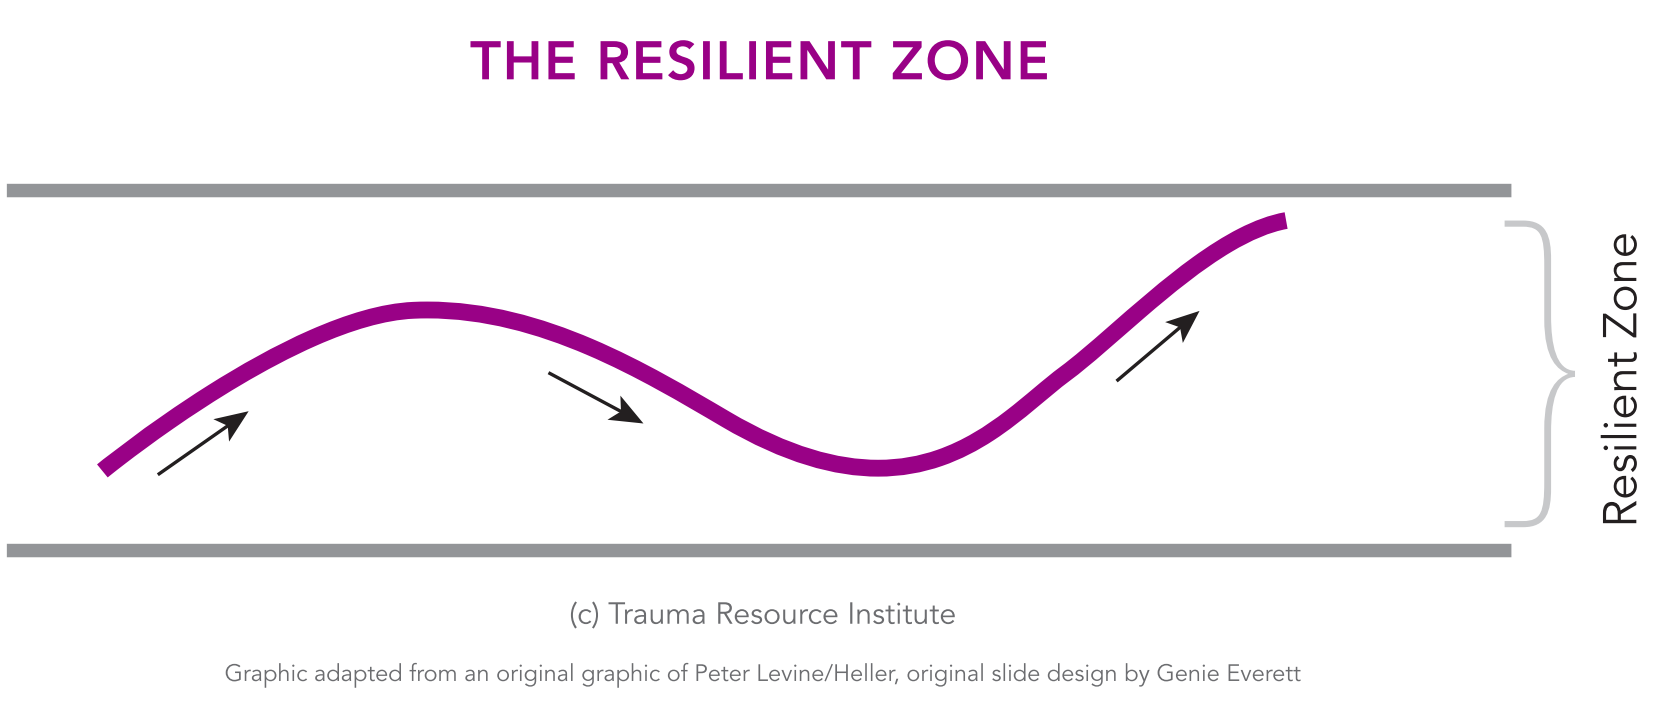 THE RESILIENT ZONE
Resilient Zone
(c) Trauma Resource Institute
Graphic adapted from an original graphic of Peter Levine/Heller, original slide design by Genie Everett